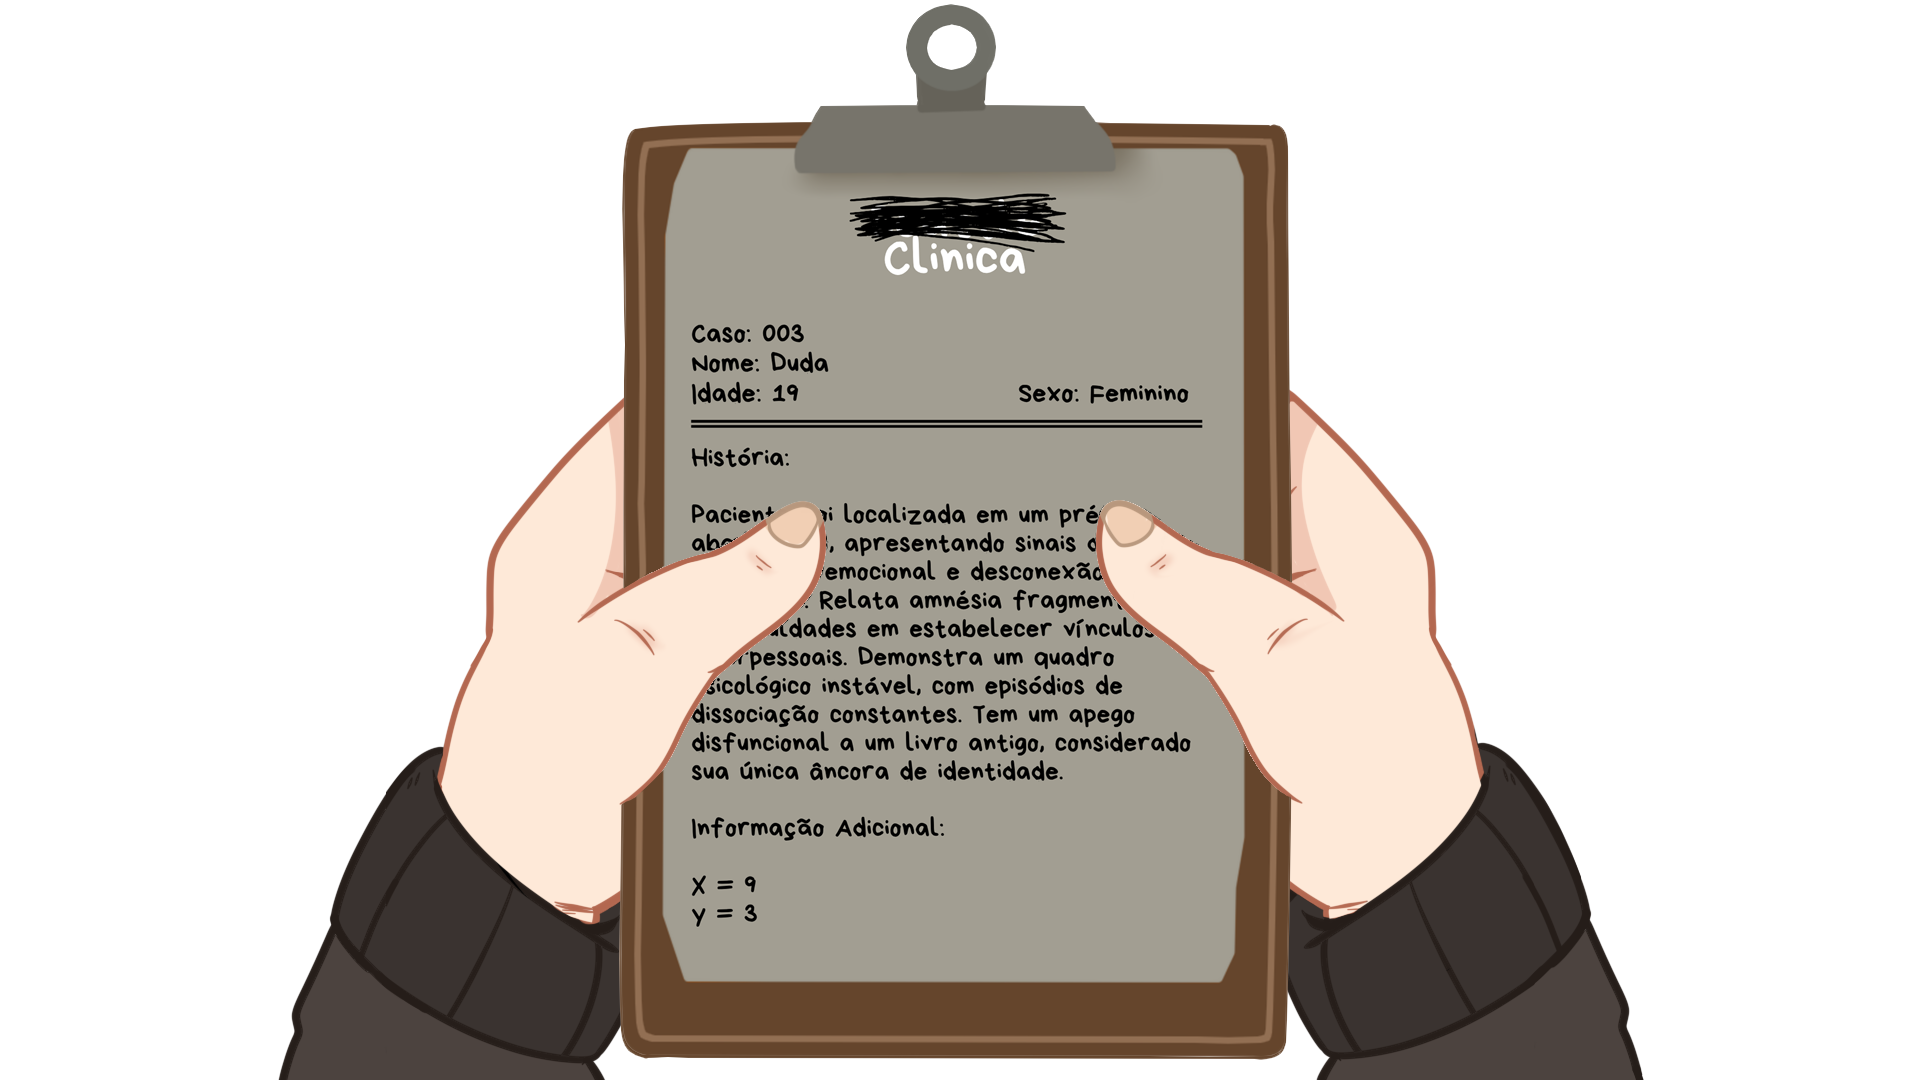 Clinica
Caso: 003
Nome: Duda
Idade: 19 Sexo: Feminino
História:
localizada em um
apresentando sinais
emocional e desconexão
Relata amnésia
em estabelecer vínculos
Demonstra um quadro
instável, com episódios de
dissociação constantes. Tem um apego
disfuncional a um livro antigo, considerado
sua única âncora de identidade.
Informação Adicional:
X = 9
y = 3